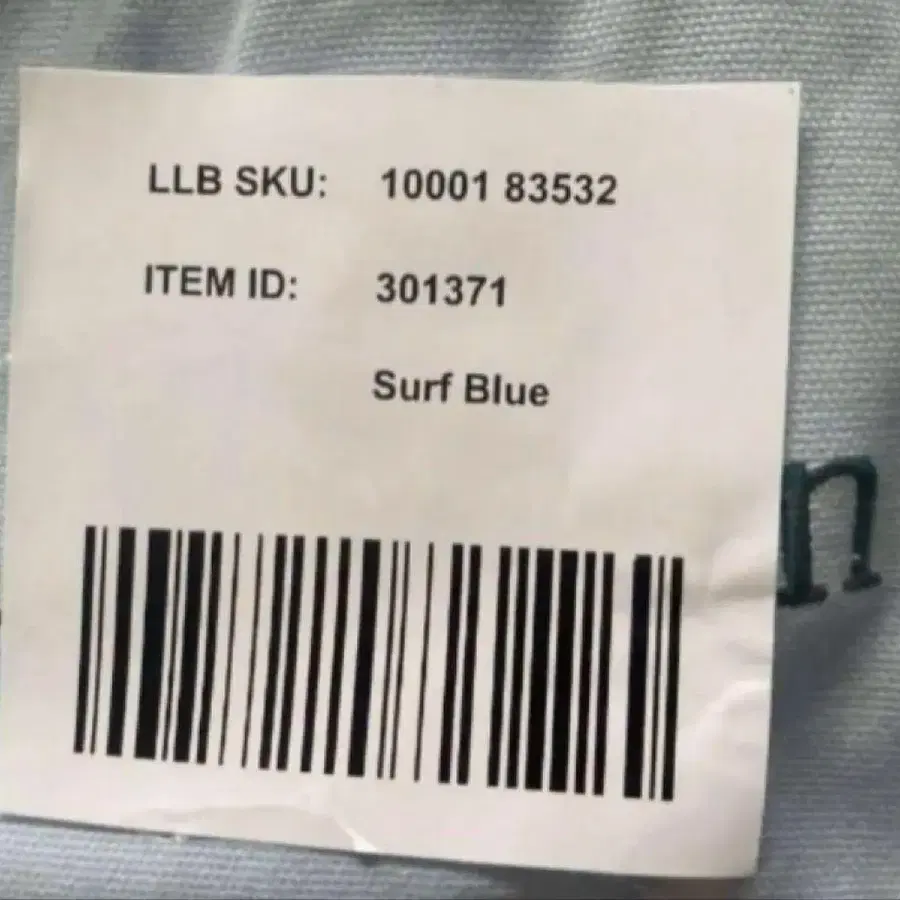 LLB SKU: 10001 83532
ITEM ID: 301371
Surf Blue
n